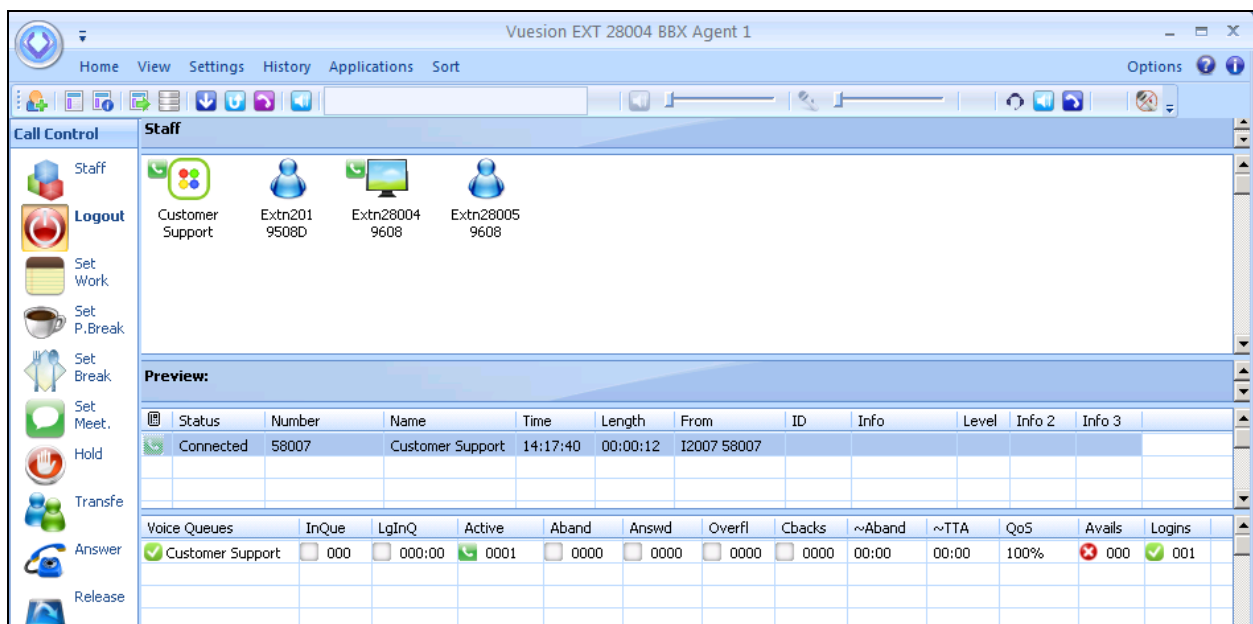 Vuesion EXT 28004 BBX Agent 1
Home View Settings History Applications Sort Options
Call Control
Staff
Logout
Set
Work
Set
P.Break
Set
Break
Set
Meet.
Hold
Transfe
Answer
Release
Staff
Customer
Support
Extn201
9508D
Extn28004
9608
Extn28005
9608
Preview:
Status Number Name Time Length From ID Info Level Info 2 Info 3
Connected 58007 Customer Support 14:17:40 00:00:12 I2007 58007
Voice Queues InQue LgInQ Active Aband Answd Overfl Cbacks ~Aband ~TTA QoS Avails Logins
Customer Support 000 000:00 0001 0000 0000 0000 0000 00:00 00:00 100% 000 001